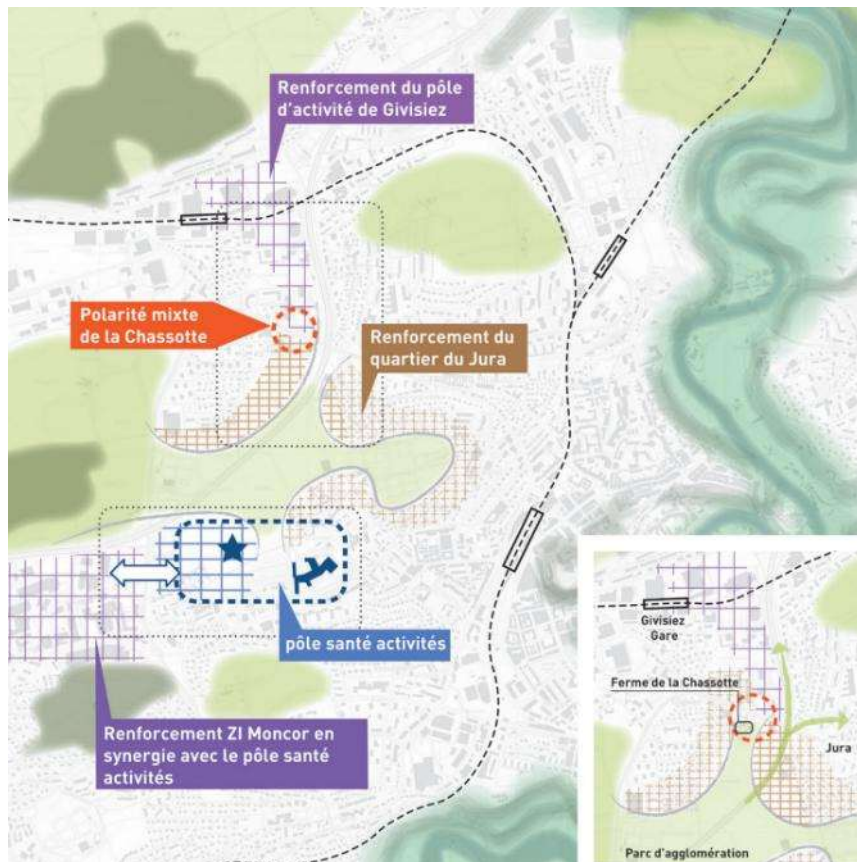 Renforcement du pôle
d'activité de Givisiez
Polarité mixte
de la Chassotte
Renforcement du
quartier du Jura
pôle santé activités
Renforcement ZI Moncor en
synergie avec le pôle santé
activités
Givisiez
Gare
Ferme de la Chassotte
Jura
Parc d'agglomération